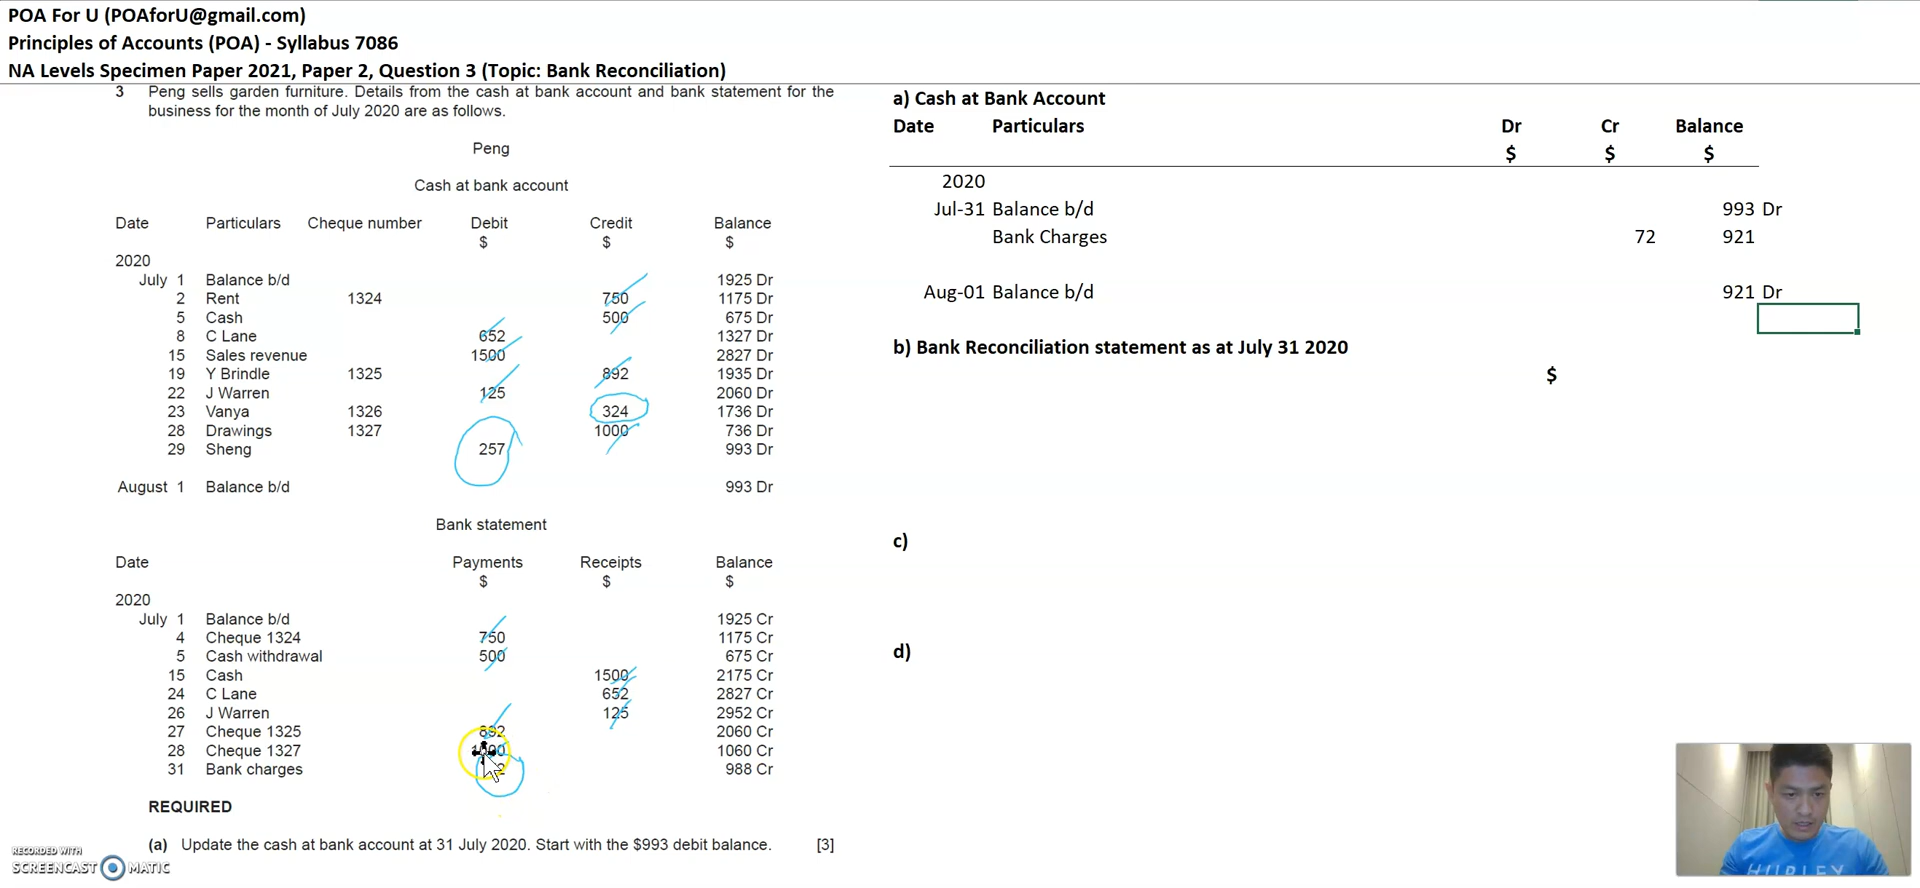 POA For U (POAforU@gmail.com)
Principles of Accounts (POA) - Syllabus 7086
NA Levels Specimen Paper 2021, Paper 2, Question 3 (Topic: Bank Reconciliation)
3 Peng sells garden furniture. Details from the cash at bank account and bank statement for the
business for the month of July 2020 are as follows.
Peng
Cash at bank account
Date Particulars Cheque number Debit Credit Balance
$ $ $
2020
July 1 Balance b/d 1925 Dr
2 Rent 1324 750 1175 Dr
5 Cash 500 675 Dr
8 C Lane 652 1327 Dr
15 Sales revenue 1500 2827 Dr
19 Y Brindle 1325 892 1935 Dr
22 J Warren 125 2060 Dr
23 Vanya 1326 324 1736 Dr
28 Drawings 1327 1000 736 Dr
29 Sheng 257 993 Dr
August 1 Balance b/d 993 Dr
Bank statement
Date Payments Receipts Balance
$ $ $
2020
July 1 Balance b/d 1925 Cr
4 Cheque 1324 750 1175 Cr
5 Cash withdrawal 500 675 Cr
15 Cash 1500 2175 Cr
24 C Lane 652 2827 Cr
26 J Warren 125 2952 Cr
27 Cheque 1325 892 2060 Cr
28 Cheque 1327 1060 Cr
31 Bank charges 988 Cr
REQUIRED
(a) Update the cash at bank account at 31 July 2020. Start with the $993 debit balance. [3]
RECORDED WITH
SCREENCAST MATIC
a) Cash at Bank Account
Date Particulars Dr Cr Balance
$ $ $
2020
Jul-31 Balance b/d 993 Dr
Bank Charges 72 921
Aug-01 Balance b/d 921 Dr
b) Bank Reconciliation statement as at July 31 2020
$
c)
d)
HURLEY